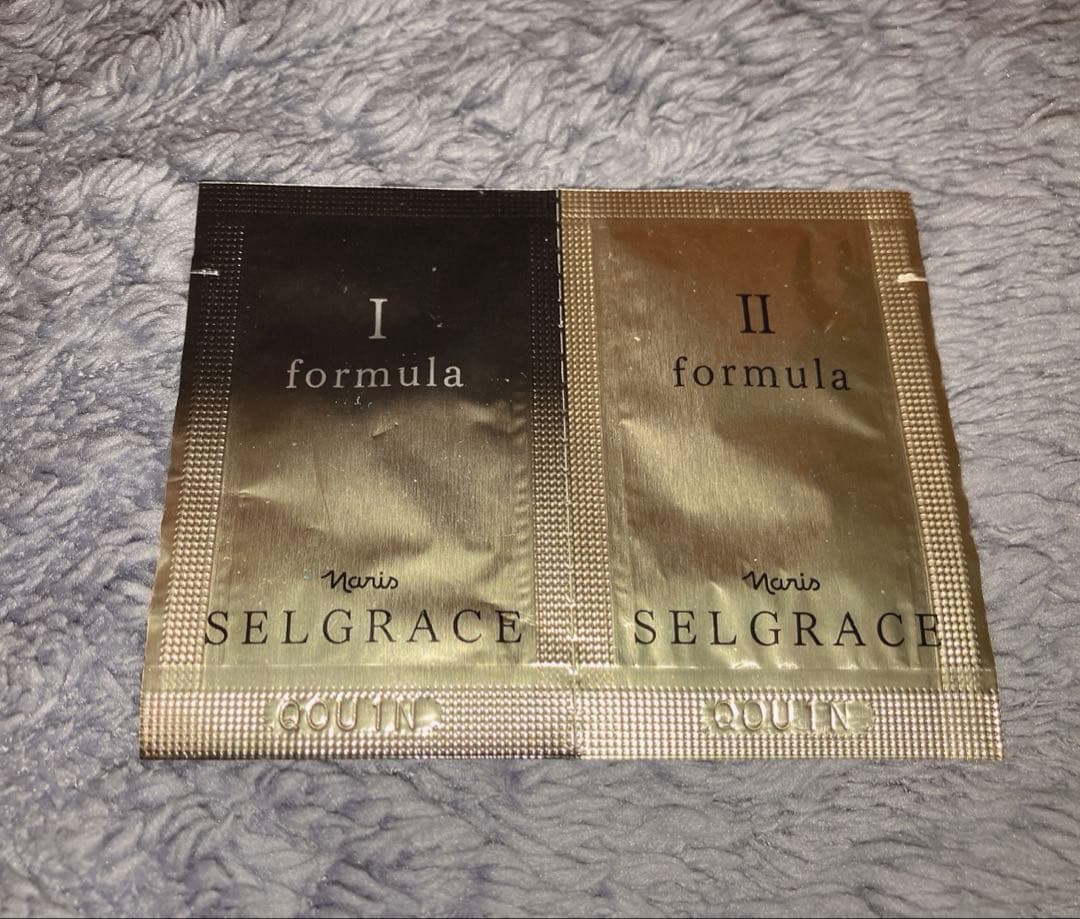 I
formula
Naris
SELGRACE
QOU1N
II
formula
Naris
SELGRACE
QOU1N